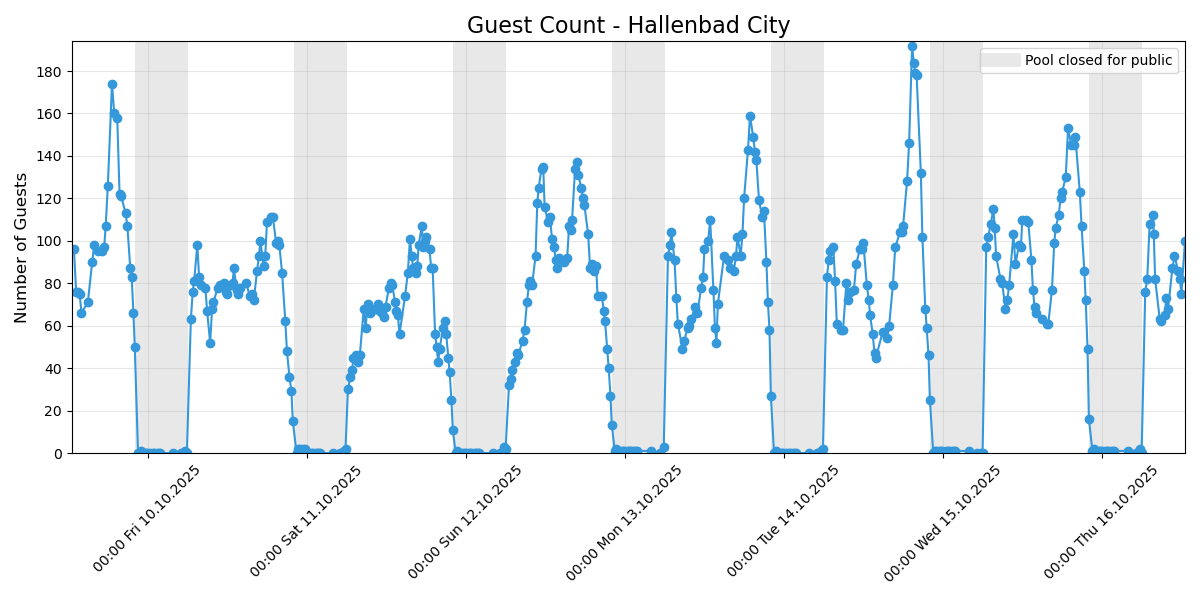 Guest Count - Hallenbad City
Pool closed for public
Number of Guests
180
160
140
120
100
80
60
40
20
0
00:00 Fri 10.10.2025
00:00 Sat 11.10.2025
00:00 Sun 12.10.2025
00:00 Mon 13.10.2025
00:00 Tue 14.10.2025
00:00 Wed 15.10.2025
00:00 Thu 16.10.2025